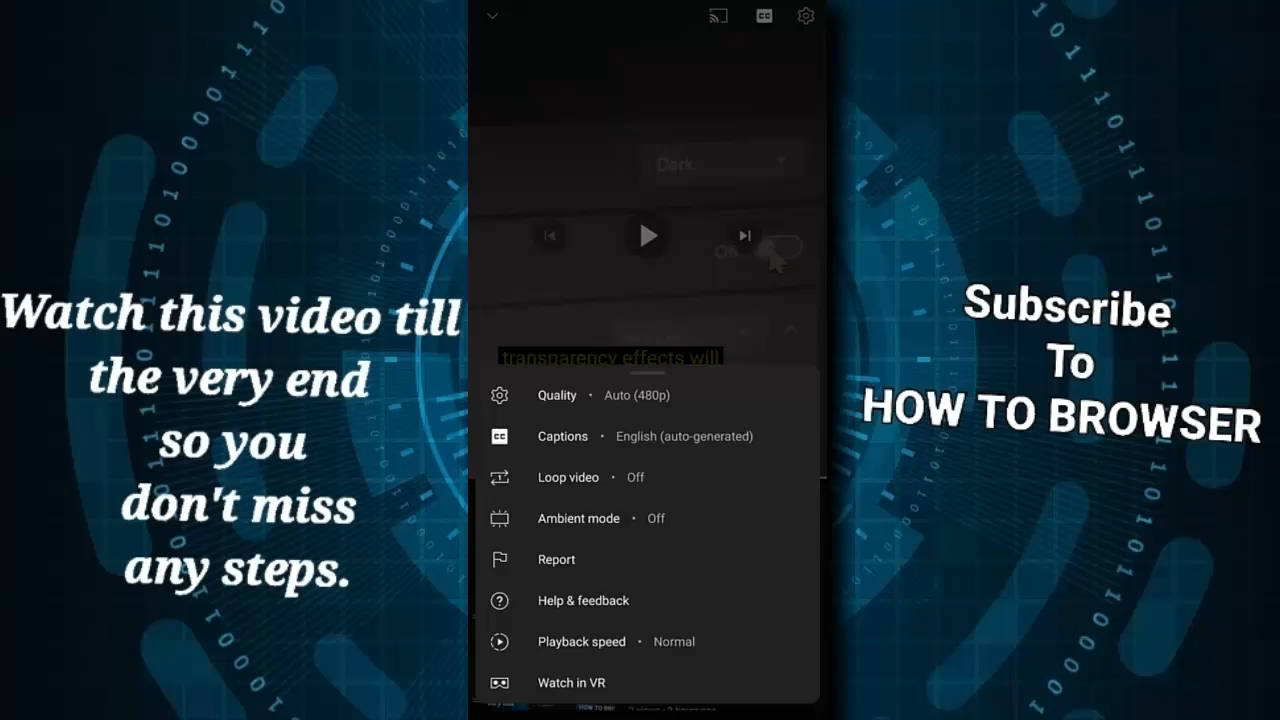 Watch this video till
the very end
so you
don't miss
any steps.
Dark
transparency effects will
Quality • Auto (480p)
CC Captions • English (auto-generated)
Loop video • Off
Ambient mode • Off
Report
Help & feedback
Playback speed • Normal
Watch in VR
Subscribe
To
HOW TO BROWSER